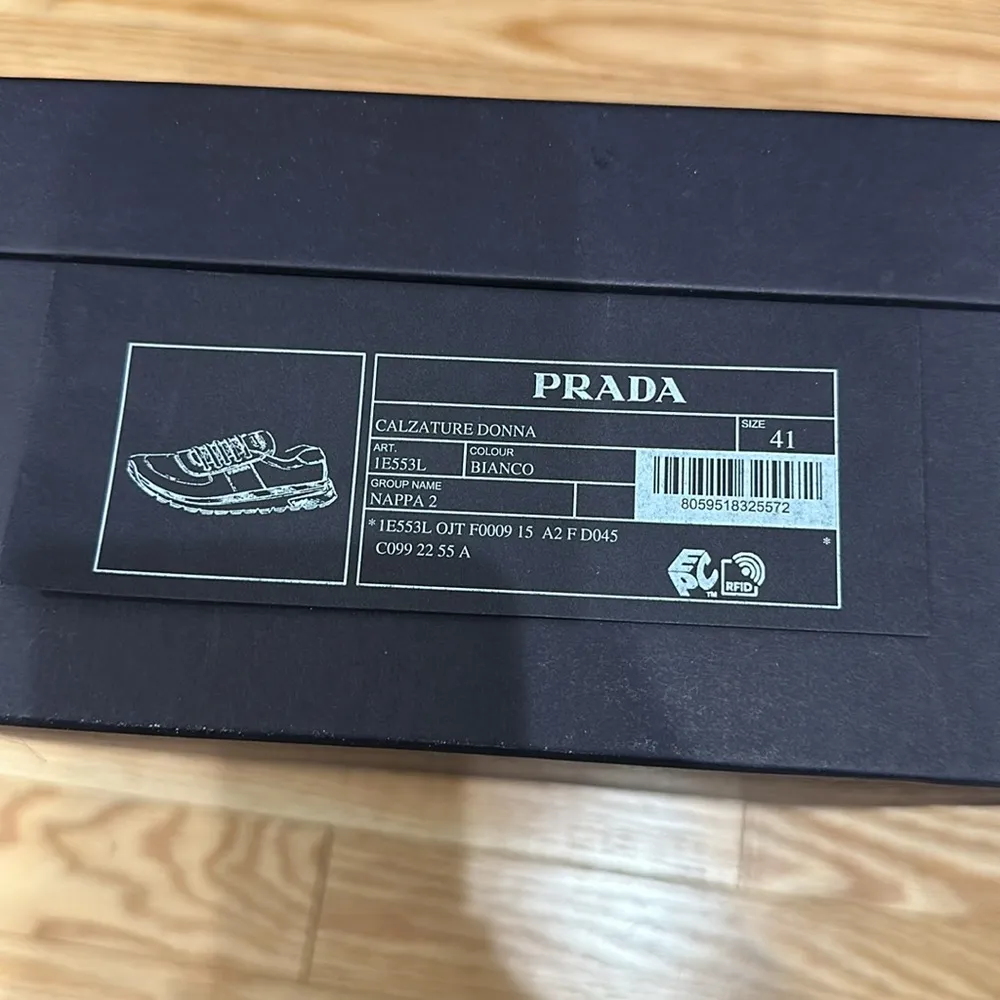 PRADA
CALZATURE DONNA
SIZE
41
ART.
1E553L
COLOUR
BIANCO
GROUP NAME
NAPPA 2
8059518325572
* 1E553L OJT F0009 15 A2 F D045 *
C099 22 55 A
EPC™
RFID